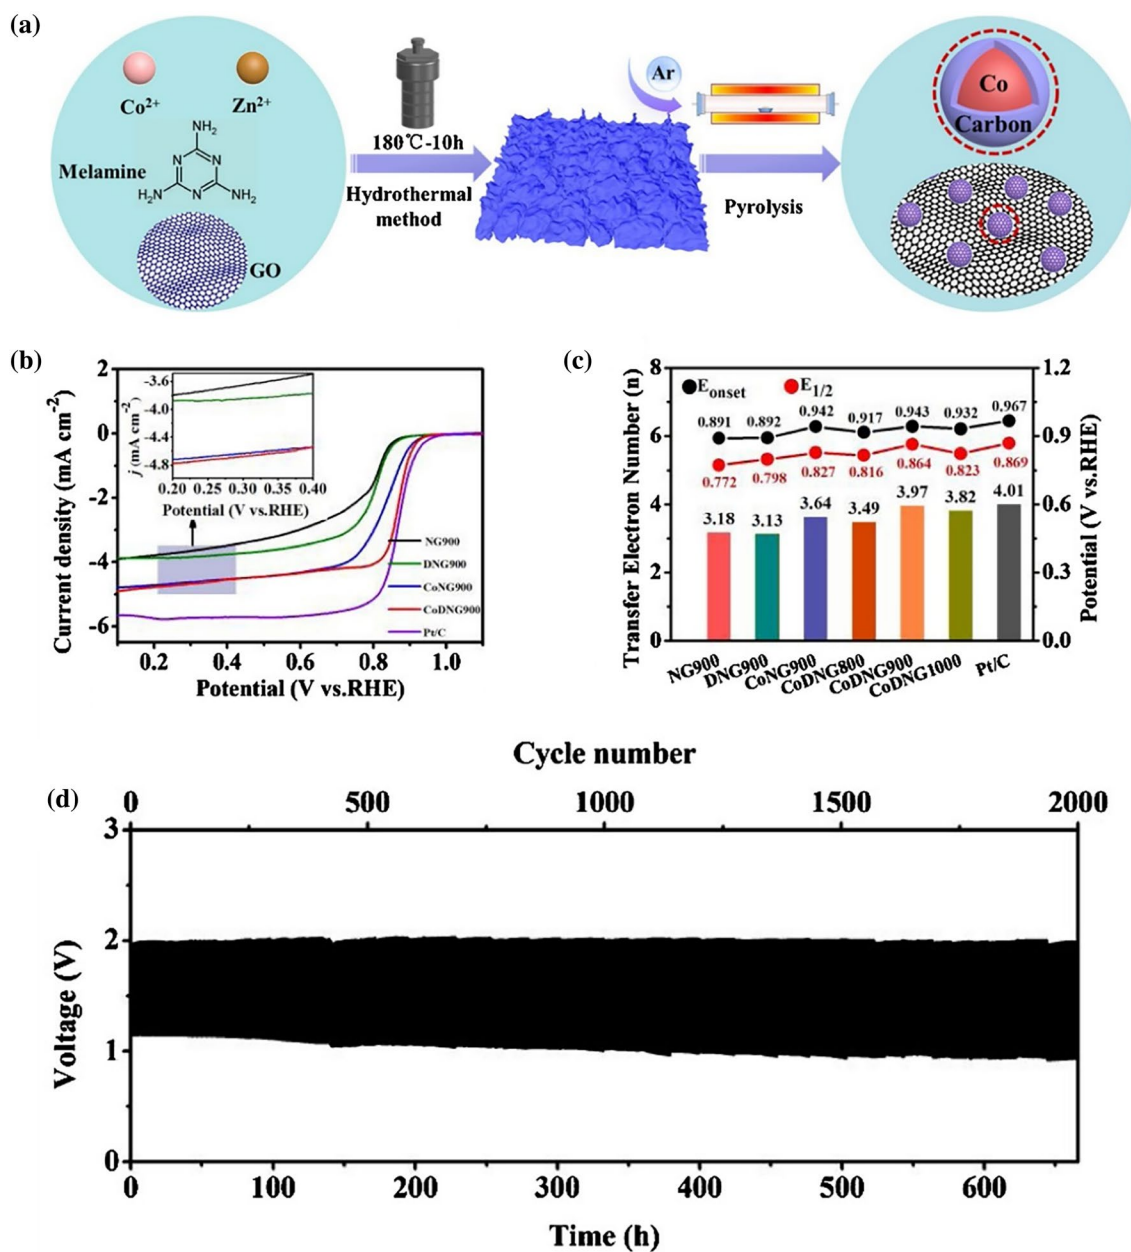 (a)
Co2+
Zn2+
Melamine
NH2
N
N
N
H2N
NH2
GO
180℃-10h
Hydrothermal
method
Ar
Pyrolysis
Co
Carbon
(b)
Current density (mA cm-2)
2
0
-2
-4
-6
j (mA cm-2)
-3.6
-4.0
-4.4
-4.8
0.20 0.25 0.30 0.35 0.40
Potential (V vs.RHE)
NG900
DNG900
CoNG900
CoDNG900
Pt/C
0.2 0.4 0.6 0.8 1.0
Potential (V vs.RHE)
(c)
Transfer Electron Number (n)
8
6
4
2
0
Eonset
E1/2
0.891 0.892 0.942 0.917 0.943 0.932 0.967
0.772 0.798 0.827 0.816 0.864 0.823 0.869
3.18 3.13 3.64 3.49 3.97 3.82 4.01
1.2
0.9
0.6
0.3
0.0
Potential (V vs.RHE)
NG900 DNG900 CoNG900 CoDNG800 CoDNG900 CoDNG1000 Pt/C
Cycle number
(d)
0 500 1000 1500 2000
3
2
1
0
Voltage (V)
0 100 200 300 400 500 600
Time (h)